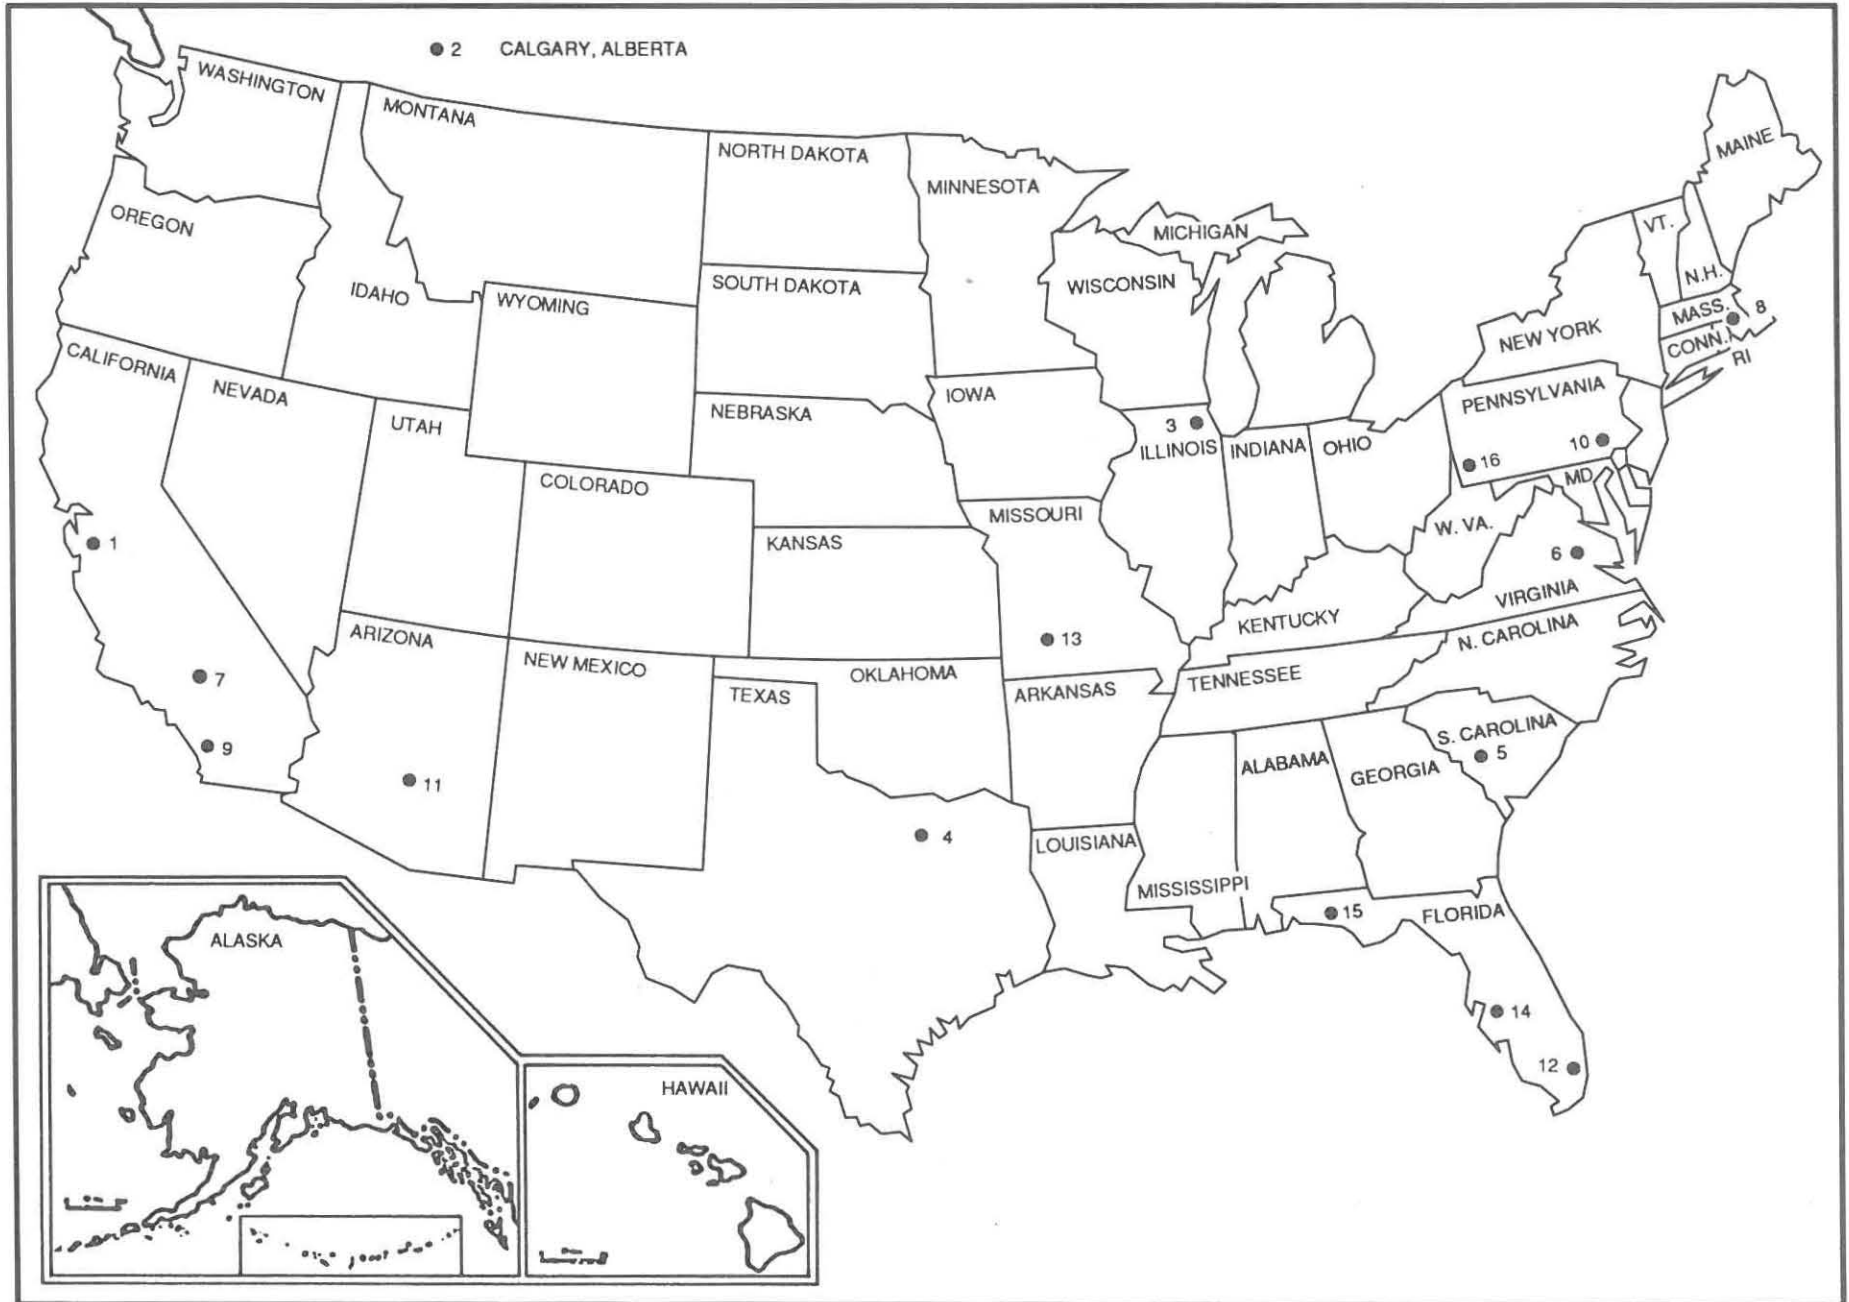 2 CALGARY, ALBERTA
WASHINGTON
MONTANA
NORTH DAKOTA
MINNESOTA
MAINE
OREGON
IDAHO
WYOMING
SOUTH DAKOTA
WISCONSIN
MICHIGAN
VT.
N.H.
MASS.
8
NEW YORK
CONN.
RI
CALIFORNIA
NEVADA
UTAH
NEBRASKA
IOWA
3
ILLINOIS
INDIANA
OHIO
PENNSYLVANIA
10
16
MD
COLORADO
KANSAS
MISSOURI
W. VA.
1
6
VIRGINIA
KENTUCKY
N. CAROLINA
13
ARIZONA
NEW MEXICO
OKLAHOMA
TEXAS
ARKANSAS
TENNESSEE
7
9
11
S. CAROLINA
5
ALABAMA
GEORGIA
4
LOUISIANA
MISSISSIPPI
15
FLORIDA
14
12
ALASKA
HAWAII